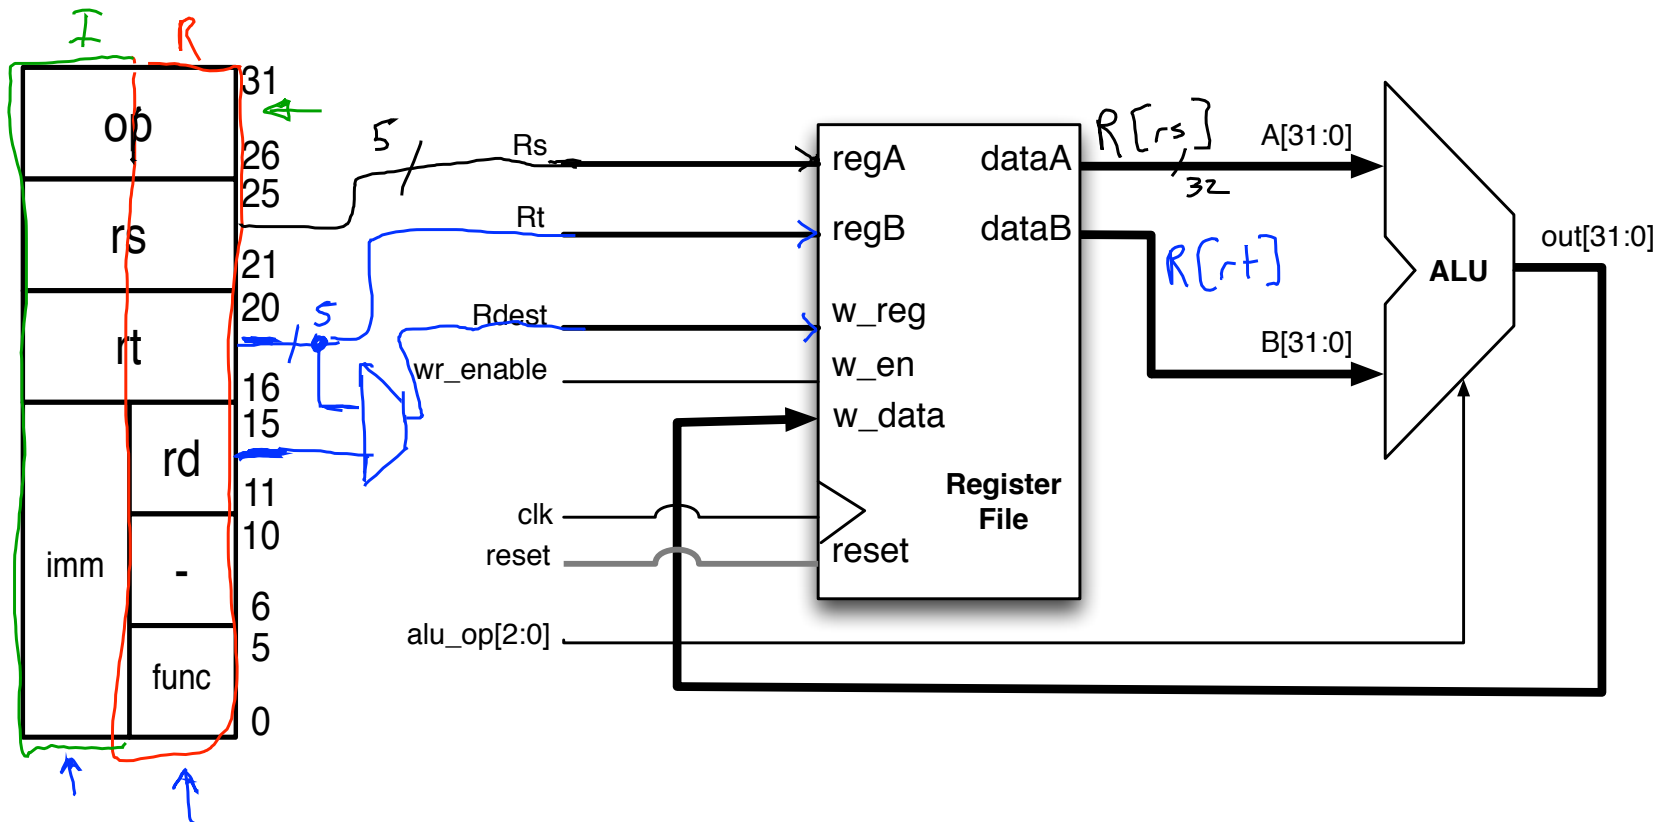 I R
op
31
26
rs
25
21
rt
20
16
imm
rd
15
11
-
10
6
func
5
0
5
5
Rs
Rt
Rdest
wr_enable
clk
reset
alu_op[2:0]
regA
regB
w_reg
w_en
w_data
reset
dataA
dataB
Register
File
R[rs]
32
R[rt]
A[31:0]
B[31:0]
ALU
out[31:0]